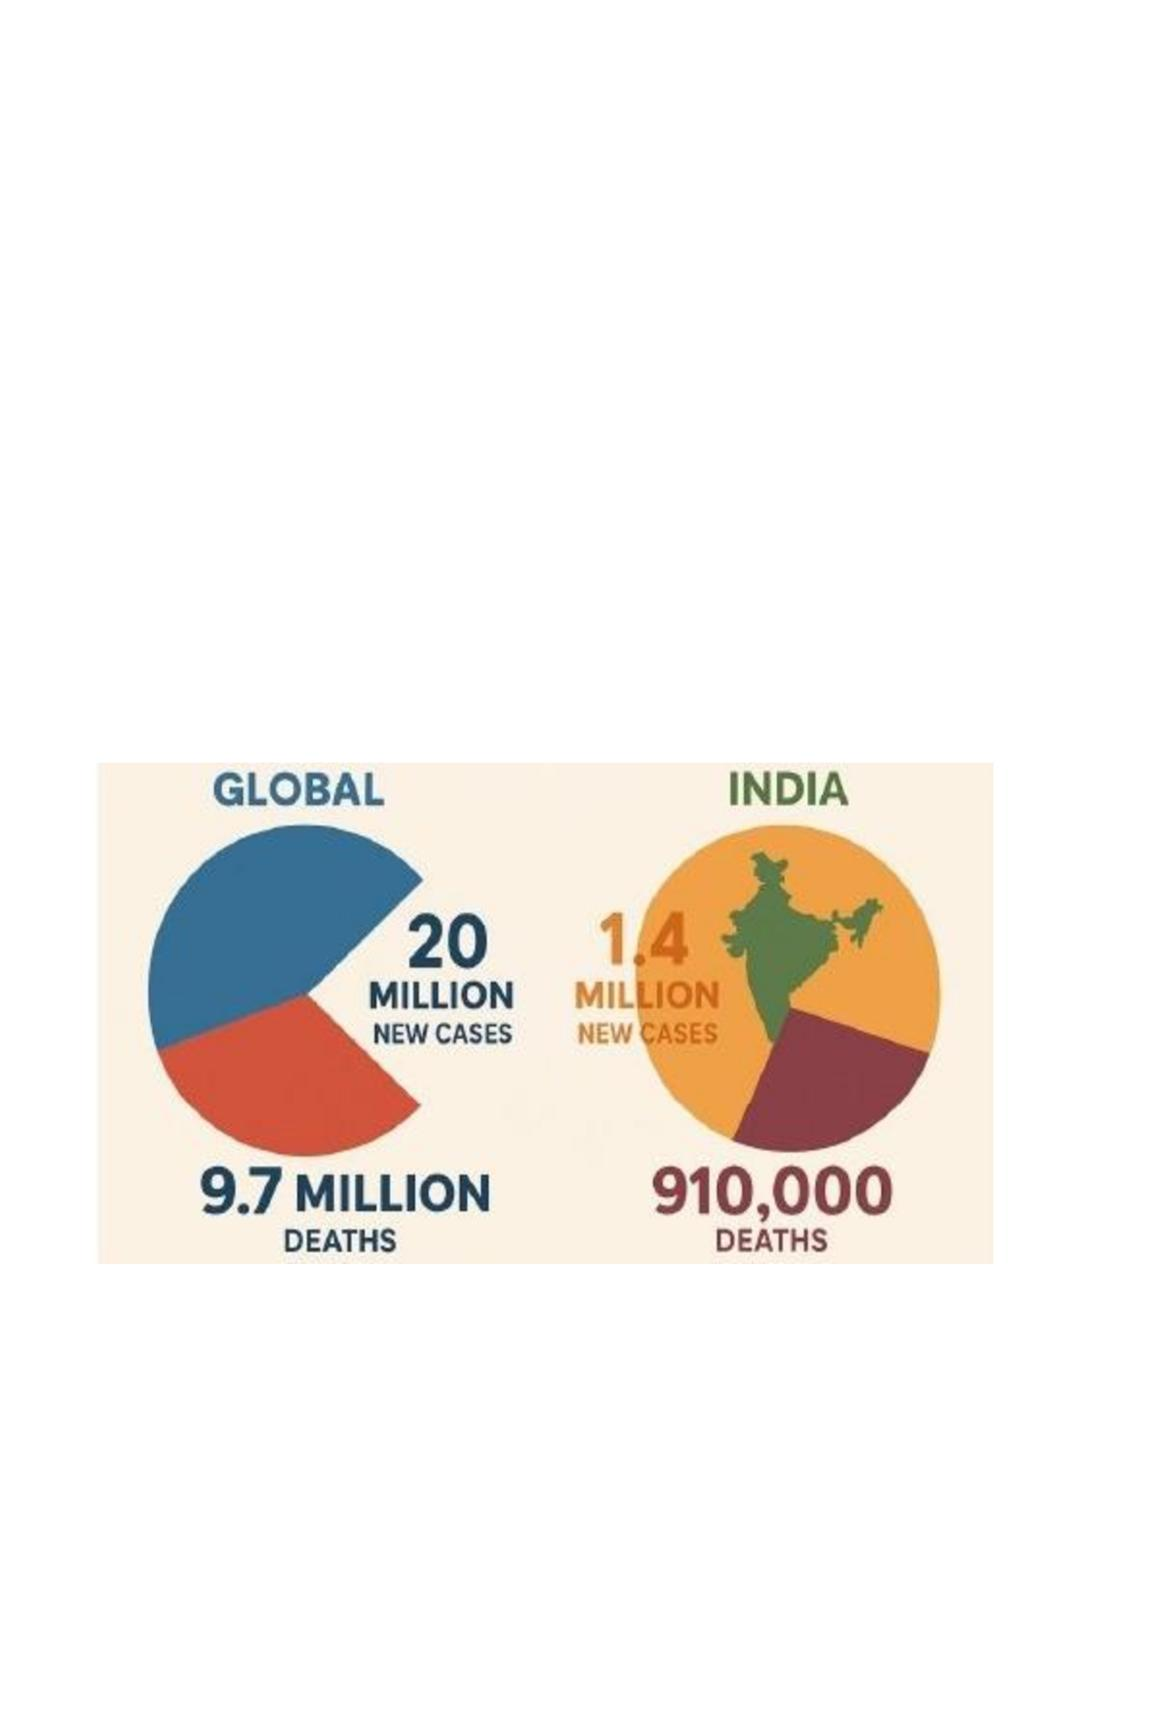 GLOBAL
20
MILLION
NEW CASES
9.7 MILLION
DEATHS
INDIA
1.4
MILLION
NEW CASES
910,000
DEATHS